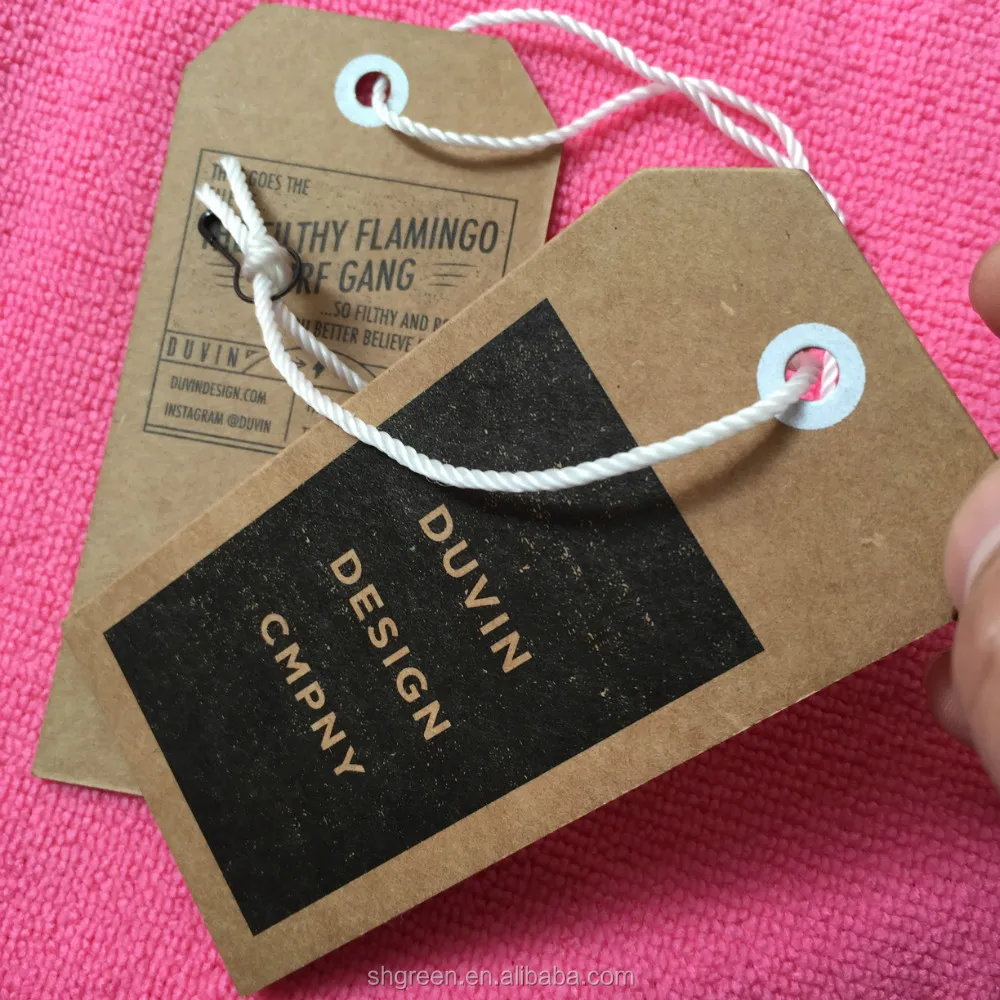 GOES THE
FILTHY FLAMINGO
GANG
...SO FILTHY AND
BETTER BELIEVE
DUVIN
DUVINDESIGN.COM
INSTAGRAM @DUVIN
DUVIN
DESIGN
CMPNY
shgreen.en.alibaba.com